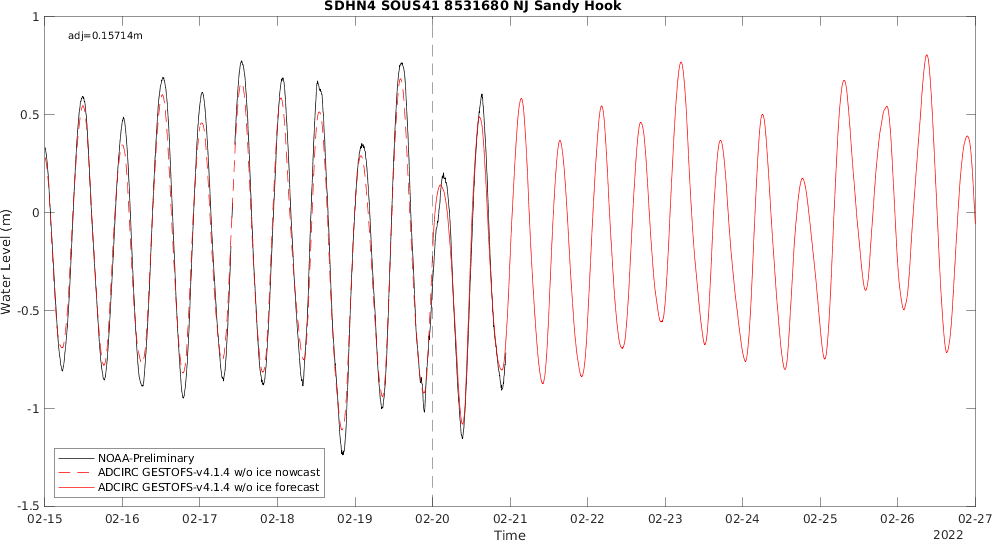 SDHN4 SOUS41 8531680 NJ Sandy Hook
adj=0.15714m
Water Level (m)
1
0.5
0
-0.5
-1
-1.5
NOAA-Preliminary
ADCIRC GESTOFS-v4.1.4 w/o ice nowcast
ADCIRC GESTOFS-v4.1.4 w/o ice forecast
02-15 02-16 02-17 02-18 02-19 02-20 02-21 02-22 02-23 02-24 02-25 02-26 02-27
Time
2022